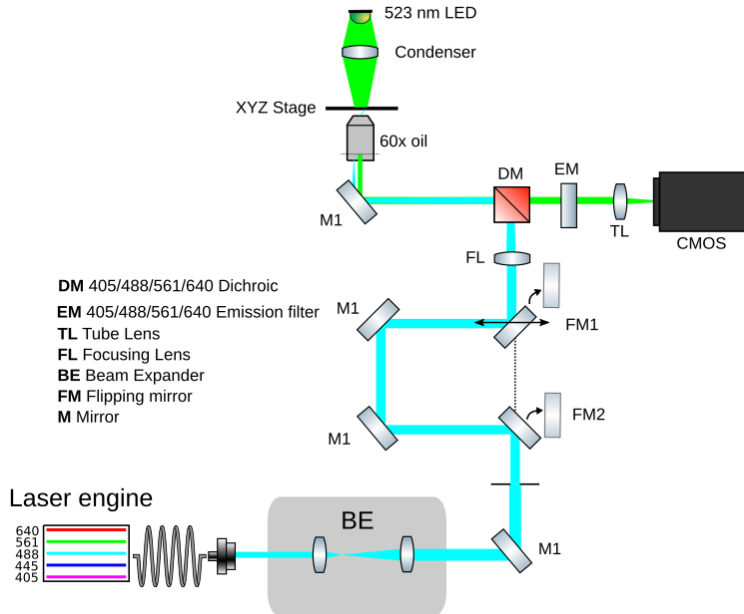 523 nm LED
Condenser
XYZ Stage
60x oil
DM
EM
M1
TL
CMOS
FL
DM 405/488/561/640 Dichroic
EM 405/488/561/640 Emission filter
TL Tube Lens
FL Focusing Lens
BE Beam Expander
FM Flipping mirror
M Mirror
M1
FM1
M1
FM2
Laser engine
BE
640
561
488
445
405
M1